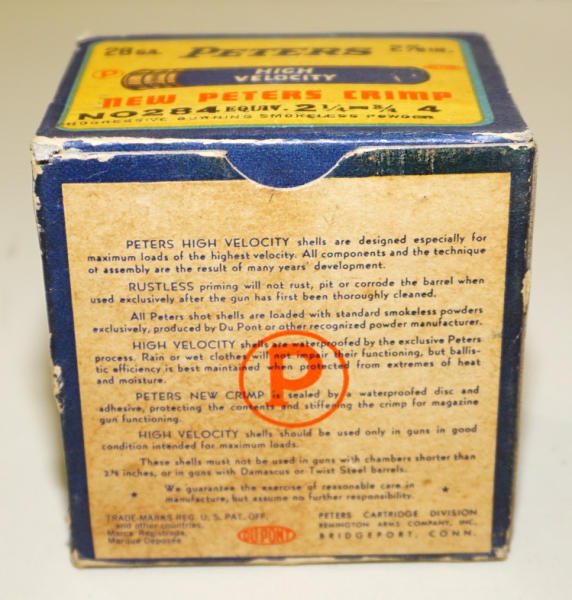 28 GA. PETERS 2⅞ IN.
P HIGH
VELOCITY
NEW PETERS CRIMP
NO 284 EQUIV. 2¼-¾ 4
PROGRESSIVE BURNING SMOKELESS POWDER
PETERS HIGH VELOCITY shells are designed especially for
maximum loads of the highest velocity. All components and the technique
of assembly are the result of many years' development.
RUSTLESS priming will not rust, pit or corrode the barrel when
used exclusively after the gun has first been thoroughly cleaned.
All Peters shot shells are loaded with standard smokeless powders
exclusively, produced by Du Pont or other recognized powder manufacturer.
HIGH VELOCITY shells are waterproofed by the exclusive Peters
process. Rain or wet clothes will not impair their functioning, but ballis-
tic efficiency is best maintained when protected from extremes of heat
and moisture.
P
PETERS NEW CRIMP is sealed by a waterproofed disc and
adhesive, protecting the contents and stiffening the crimp for magazine
gun functioning.
HIGH VELOCITY shells should be used only in guns in good
condition intended for maximum loads.
These shells must not be used in guns with chambers shorter than
2⅞ inches, or in guns with Damascus or Twist Steel barrels.
* We guarantee the exercise of reasonable care in *
manufacture, but assume no further responsibility.
TRADE-MARKS REG. U. S. PAT. OFF.
and other countries.
Marca Registrada
Marque Déposée
DU PONT
PETERS CARTRIDGE DIVISION
REMINGTON ARMS COMPANY, INC.
BRIDGEPORT, CONN.